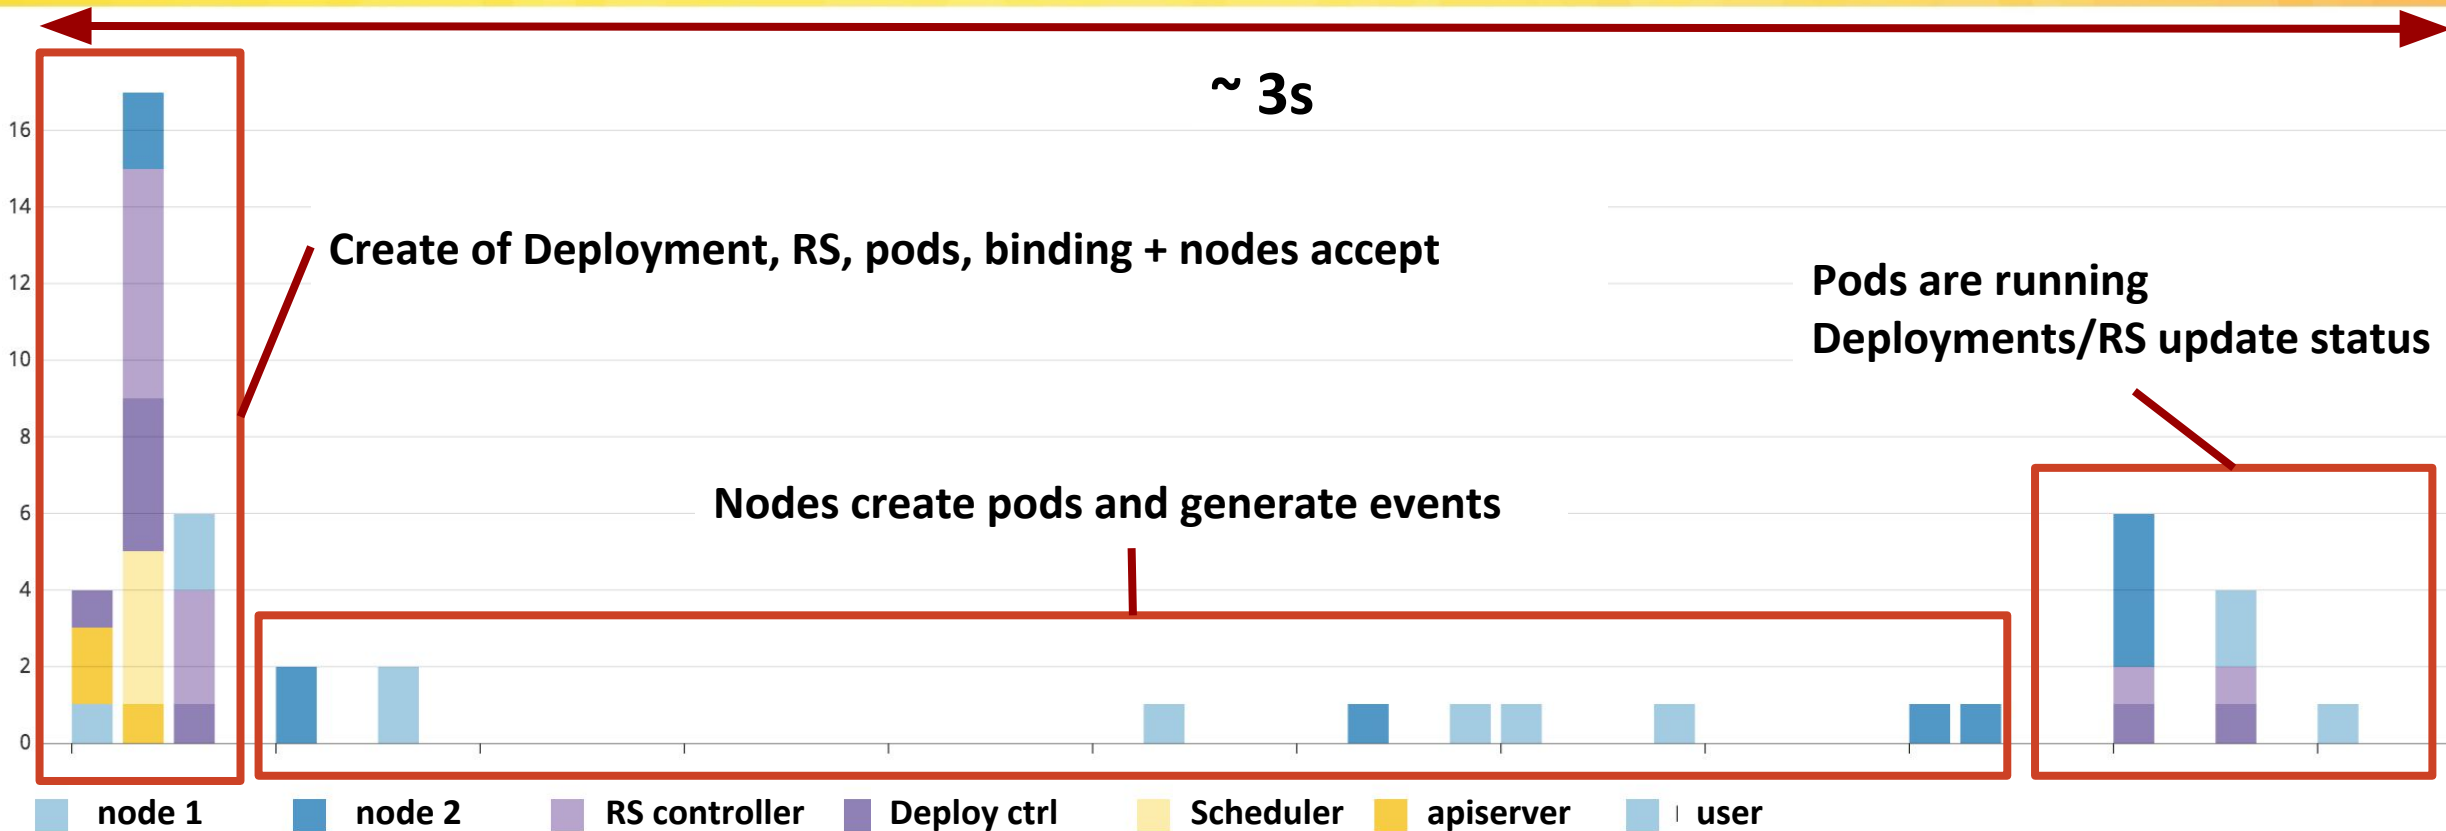 ~ 3s
16
14
12
10
8
6
4
2
0
Create of Deployment, RS, pods, binding + nodes accept
Pods are running
Deployments/RS update status
Nodes create pods and generate events
node 1
node 2
RS controller
Deploy ctrl
Scheduler
apiserver
user